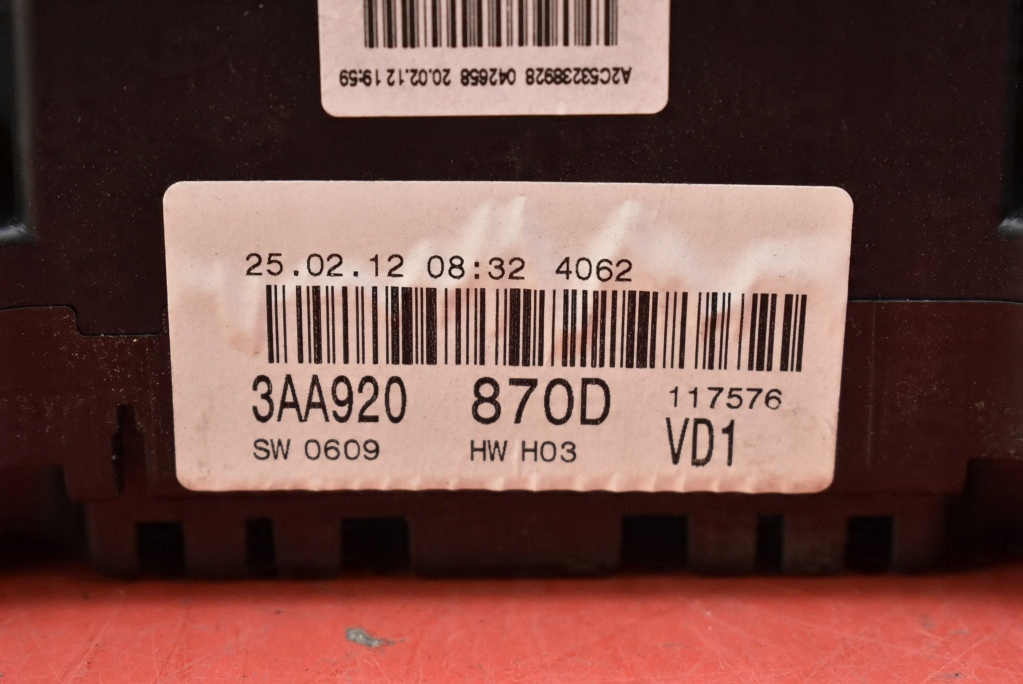 A2C53238928 042658 20.02.12 19:59
25.02.12 08:32 4062
3AA920 870D 117576
SW 0609 HW H03 VD1